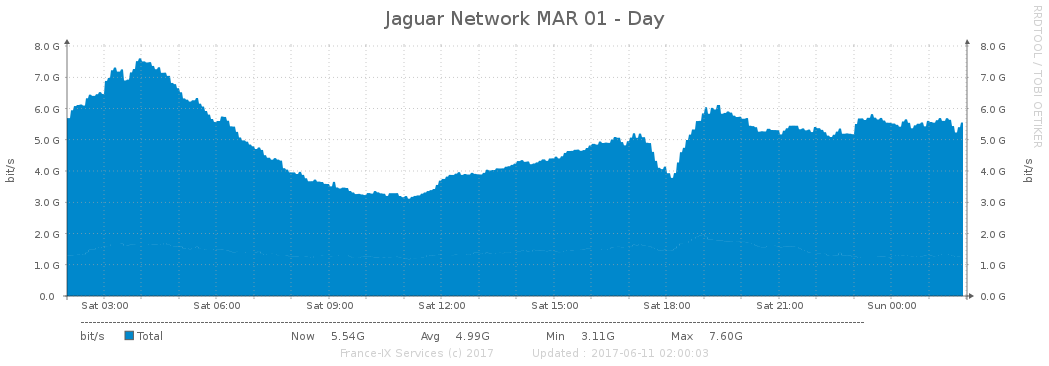 Jaguar Network MAR 01 - Day
RRDTOOL / TOBI OETIKER
8.0 G 8.0 G
7.0 G 7.0 G
6.0 G 6.0 G
5.0 G 5.0 G
4.0 G 4.0 G
3.0 G 3.0 G
2.0 G 2.0 G
1.0 G 1.0 G
0.0 0.0 G
bit/s bit/s
Sat 03:00 Sat 06:00 Sat 09:00 Sat 12:00 Sat 15:00 Sat 18:00 Sat 21:00 Sun 00:00
bit/s Total Now 5.54G Avg 4.99G Min 3.11G Max 7.60G
France-IX Services (c) 2017 Updated : 2017-06-11 02:00:03